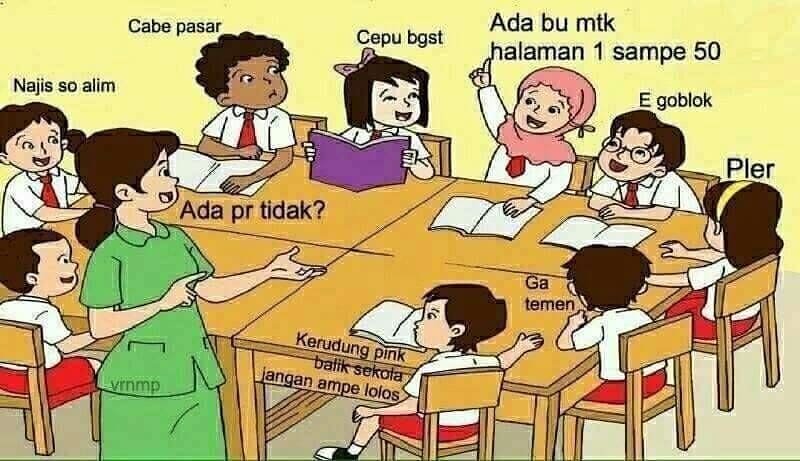 Cabe pasar
Cepu bgst
Ada bu mtk
halaman 1 sampe 50
Najis so alim
E goblok
Pler
Ada pr tidak?
Ga
temen
Kerudung pink
balik sekola
jangan ampe lolos
vrnmp